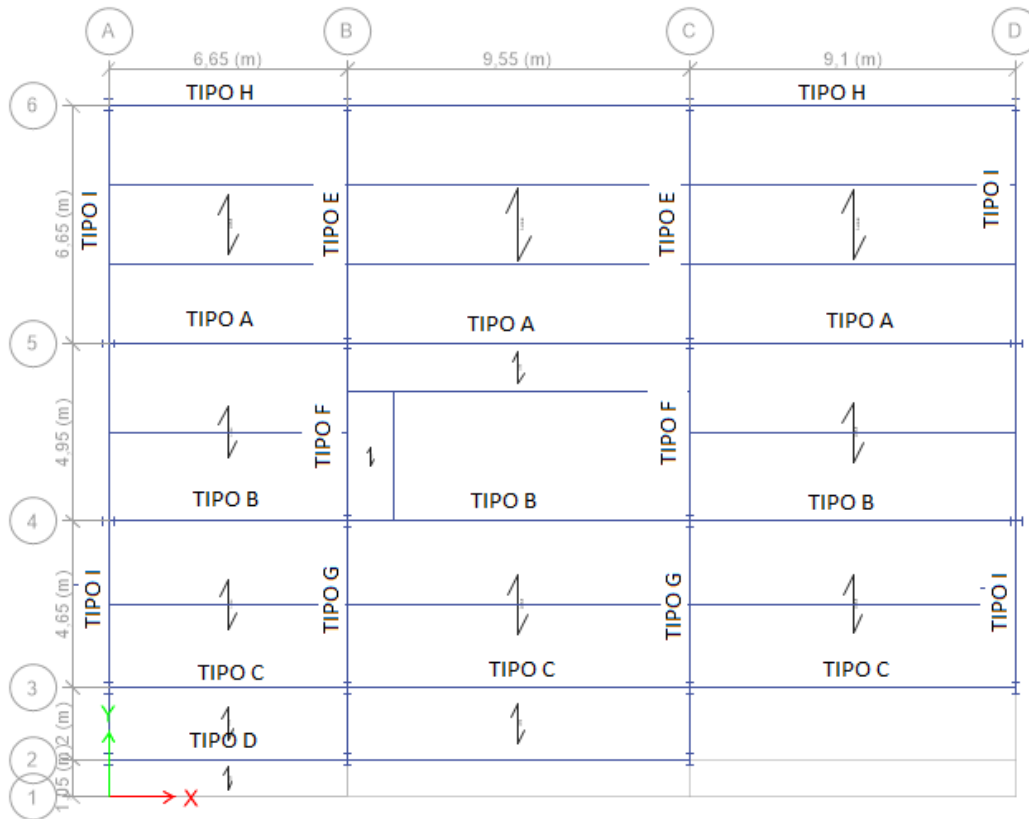 A B C D
6,65 (m) 9,55 (m) 9,1 (m)
TIPO H TIPO H
6
TIPO I TIPO E TIPO E TIPO I
6,65 (m)
TIPO A TIPO A TIPO A
5
4,95 (m)
TIPO F TIPO F
TIPO B TIPO B TIPO B
4
TIPO I TIPO G TIPO G TIPO I
4,65 (m)
TIPO C TIPO C TIPO C
3
Y
TIPO D
2
1
X